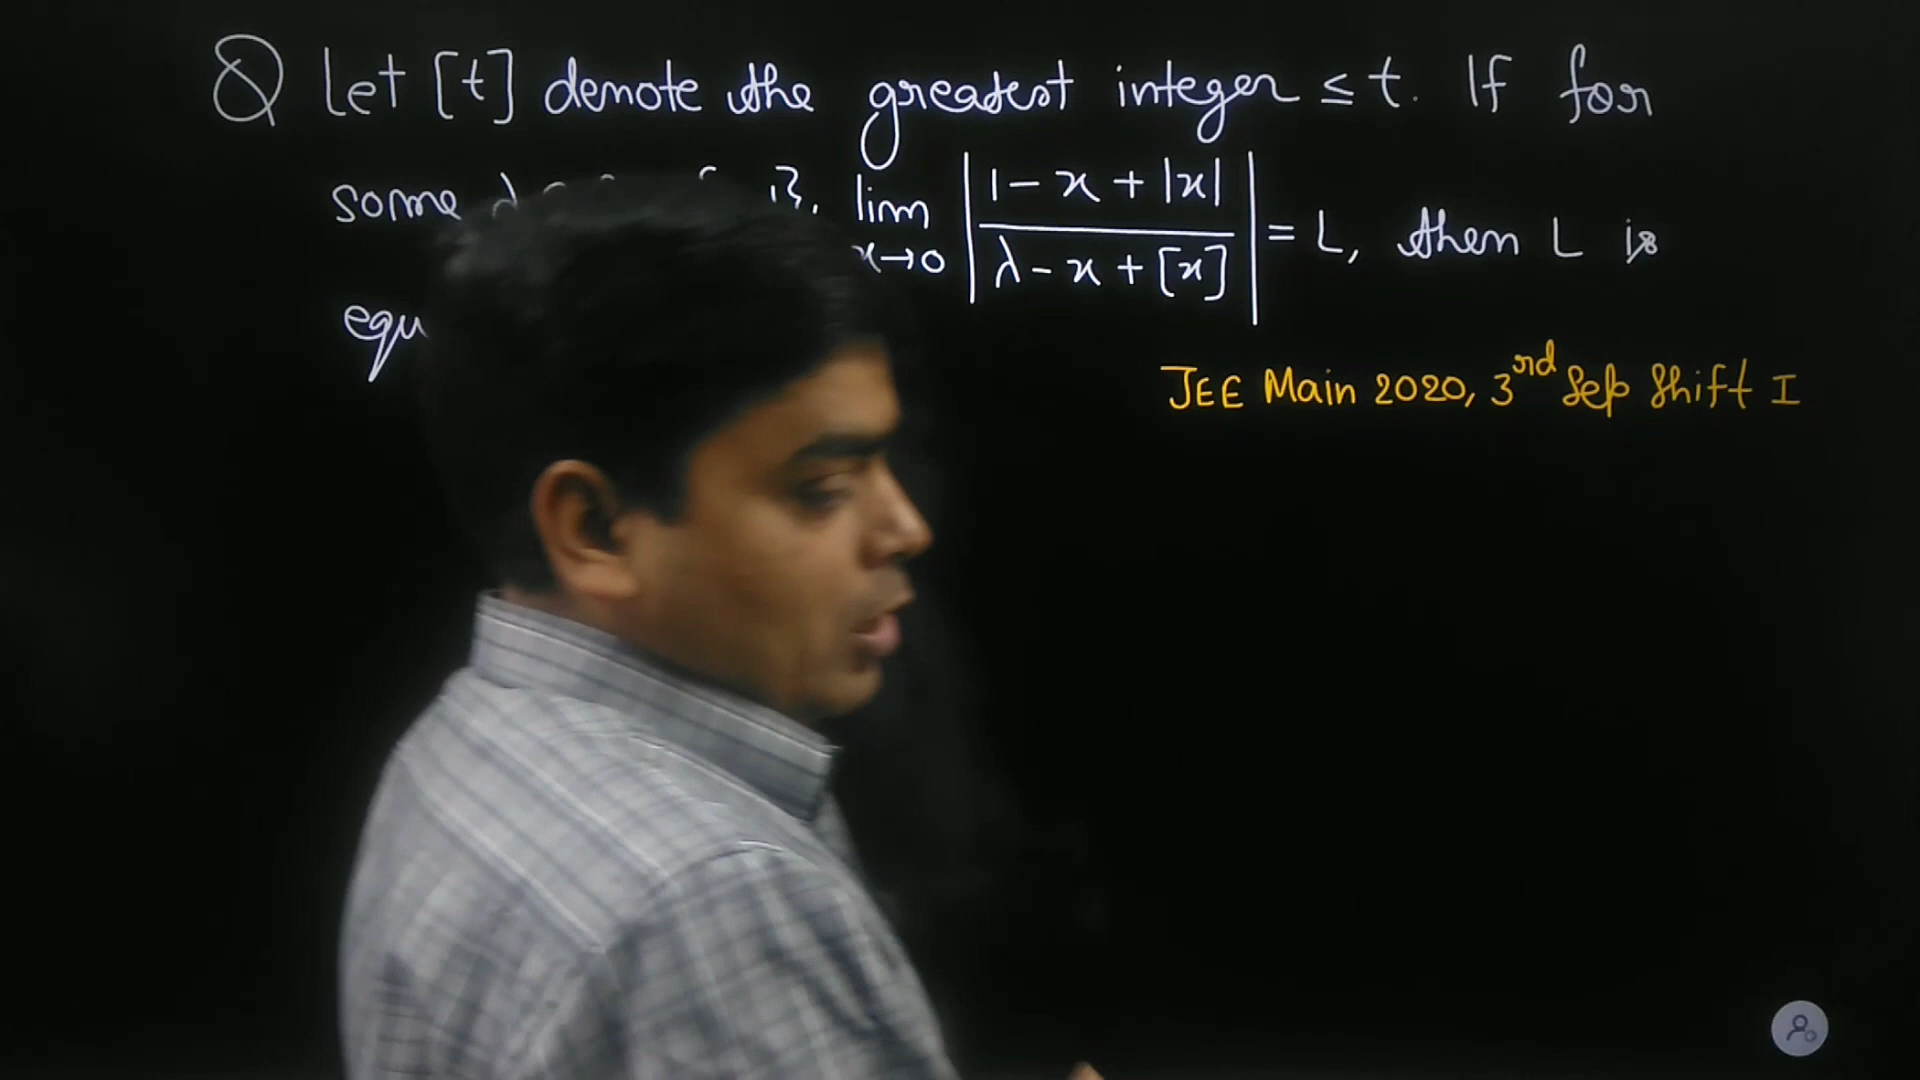 Q Let [t] denote the greatest integer ≤ t. If for
some λ lim x→0 |(1 - x + |x|)/(λ - x + [x])| = L, then L is
JEE Main 2020, 3rd Sep Shift I